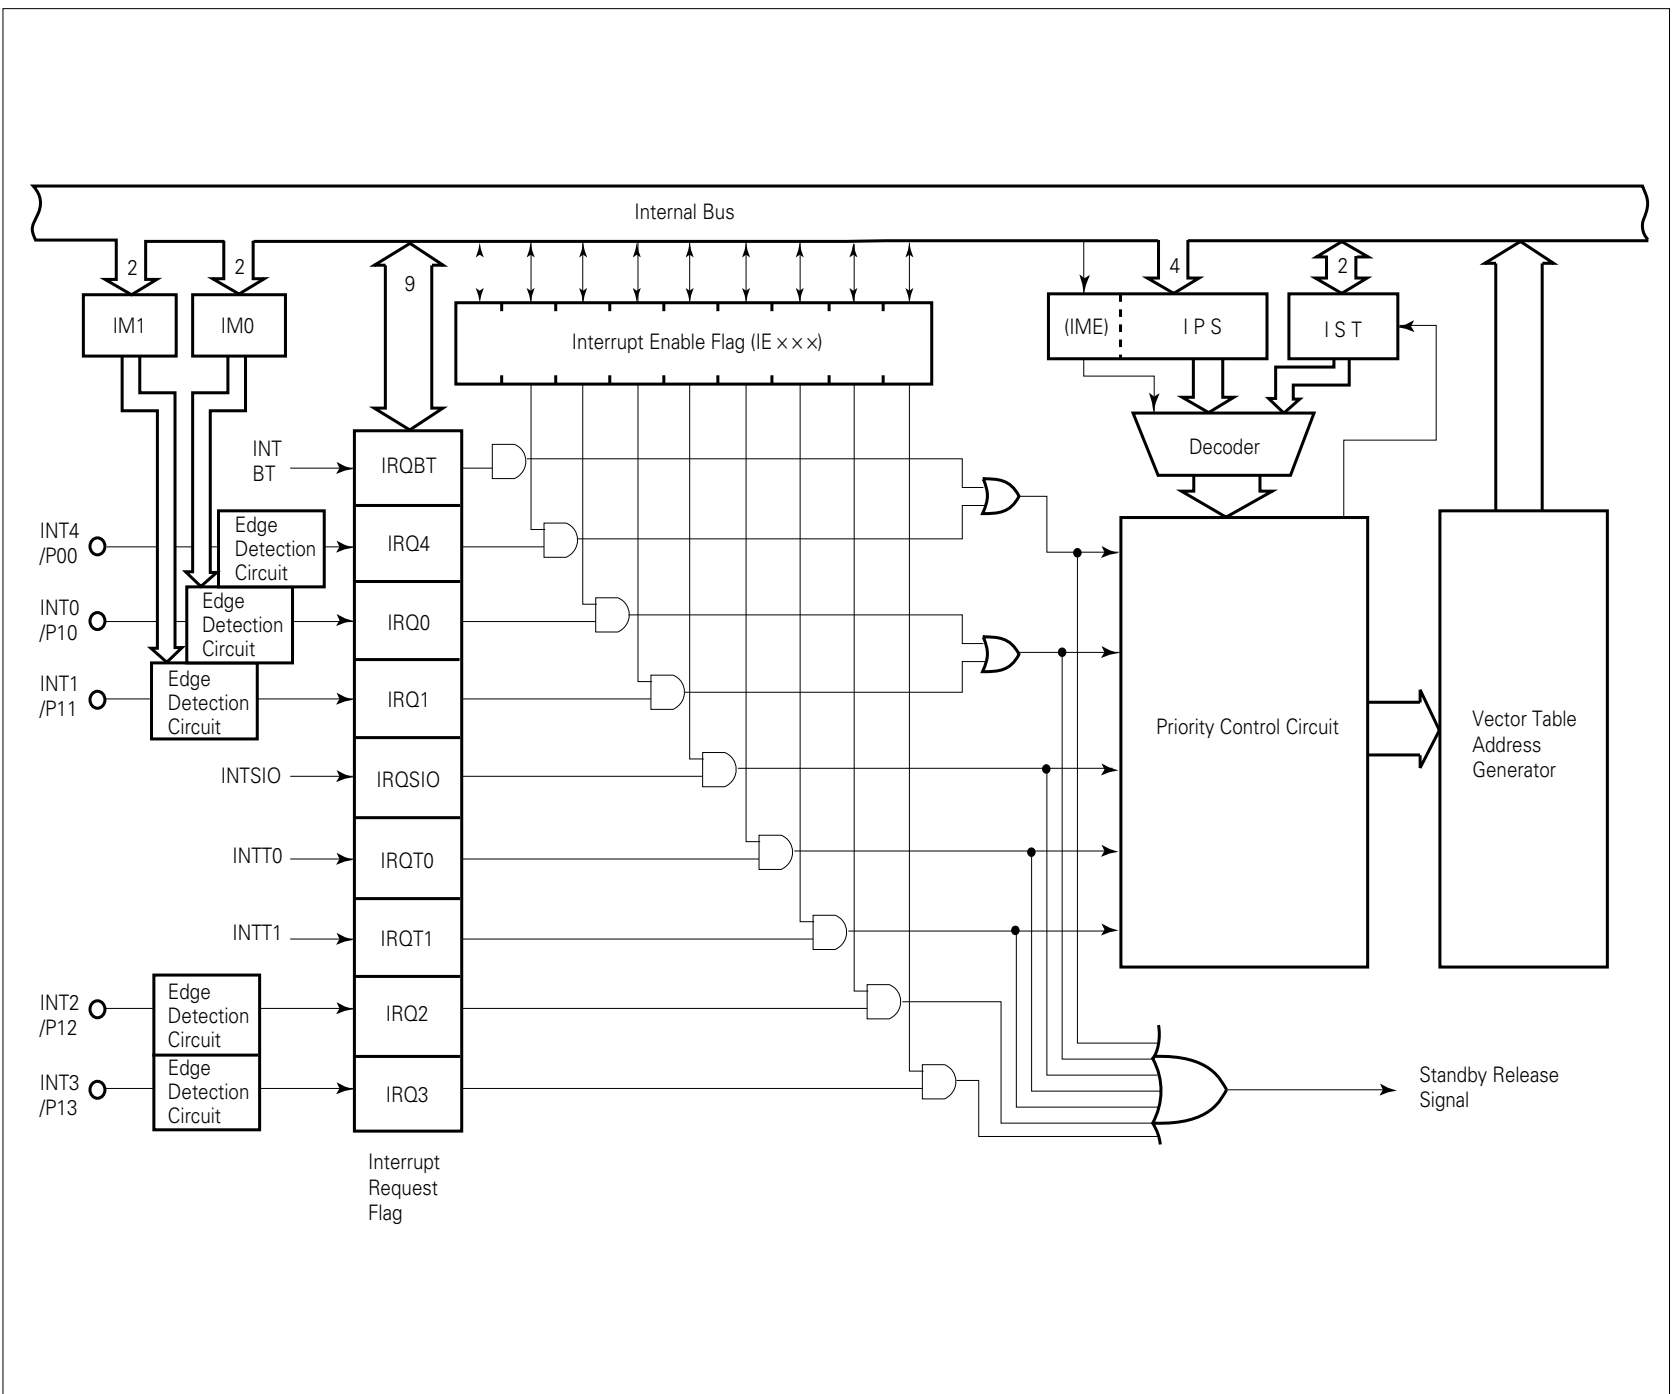 Internal Bus
2
2
9
4
2
IM1
IM0
Interrupt Enable Flag (IE × × ×)
(IME)
I P S
I S T
Decoder
INT
BT
IRQBT
INT4
/P00
Edge
Detection
Circuit
IRQ4
INT0
/P10
Edge
Detection
Circuit
IRQ0
INT1
/P11
Edge
Detection
Circuit
IRQ1
INTSIO
IRQSIO
INTT0
IRQT0
INTT1
IRQT1
INT2
/P12
Edge
Detection
Circuit
IRQ2
INT3
/P13
Edge
Detection
Circuit
IRQ3
Interrupt
Request
Flag
Priority Control Circuit
Vector Table
Address
Generator
Standby Release
Signal